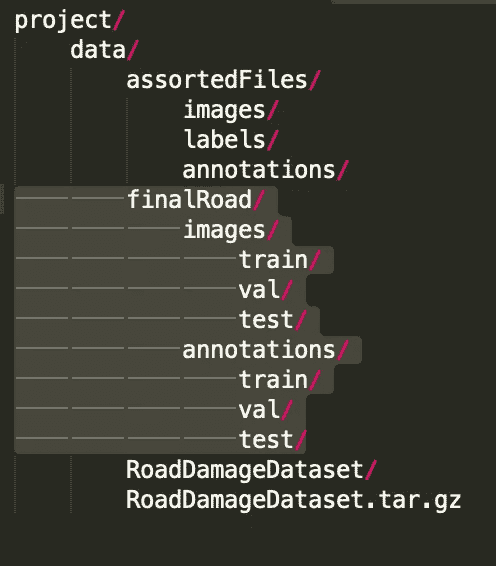 project/
data/
assortedFiles/
images/
labels/
annotations/
finalRoad/
images/
train/
val/
test/
annotations/
train/
val/
test/
RoadDamageDataset/
RoadDamageDataset.tar.gz